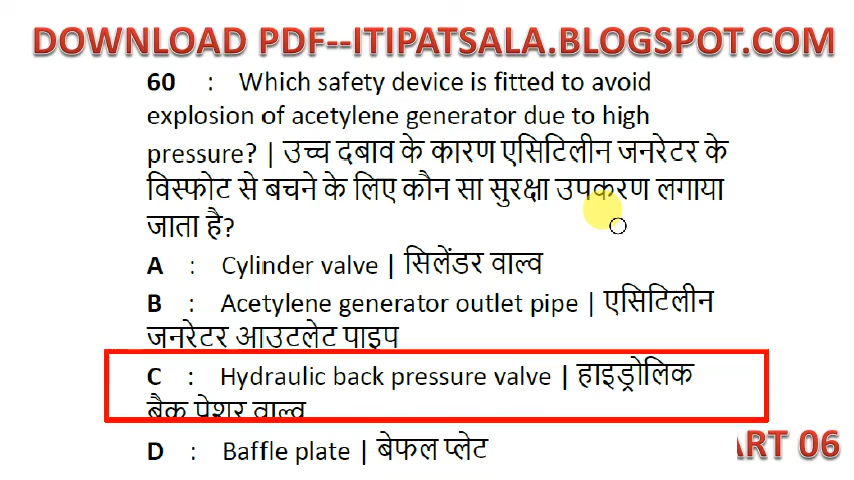 DOWNLOAD PDF--ITIPATSALA.BLOGSPOT.COM
60 : Which safety device is fitted to avoid
explosion of acetylene generator due to high
pressure? | उच्च दबाव के कारण एसिटिलीन जनरेटर के
विस्फोट से बचने के लिए कौन सा सुरक्षा उपकरण लगाया
जाता है?
A : Cylinder valve | सिलेंडर वाल्व
B : Acetylene generator outlet pipe | एसिटिलीन
जनरेटर आउटलेट पाइप
C : Hydraulic back pressure valve | हाइड्रोलिक
बैक प्रेशर वाल्व
D : Baffle plate | बेफल प्लेट
ART 06